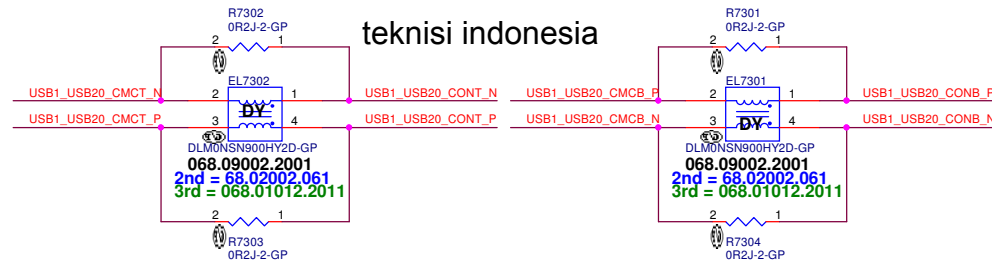 R7302
0R2J-2-GP
2 1
teknisi indonesia
EL7302
USB1_USB20_CMCT_N 2 1 USB1_USB20_CONT_N
DY
USB1_USB20_CMCT_P 3 4 USB1_USB20_CONT_P
DLM0NSN900HY2D-GP
068.09002.2001
2nd = 68.02002.061
3rd = 068.01012.2011
2 1
R7303
0R2J-2-GP
R7301
0R2J-2-GP
2 1
EL7301
USB1_USB20_CMCB_P 2 1 USB1_USB20_CONB_P
DY
USB1_USB20_CMCB_N 3 4 USB1_USB20_CONB_N
DLM0NSN900HY2D-GP
068.09002.2001
2nd = 68.02002.061
3rd = 068.01012.2011
2 1
R7304
0R2J-2-GP